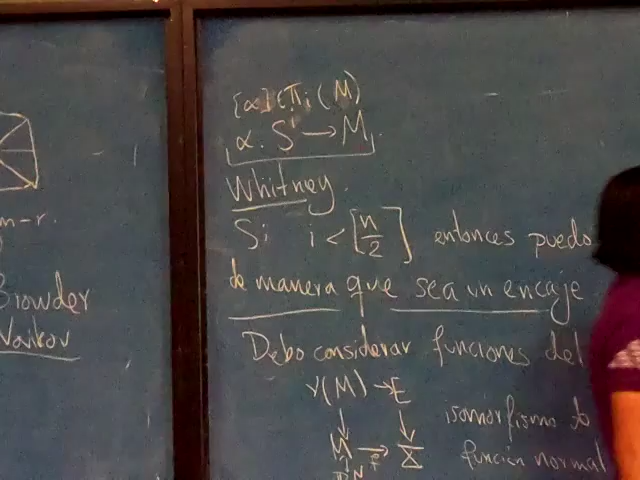 m-r.
Browder
Novikov
[α] ∈ πi(M)
α: Sⁱ → M.
Whitney.
Si i < [n/2] entonces puedo
de manera que sea un encaje
Debo considerar funciones del
ν(M) → ξ
↓ ↓ isomorfismo
M →f X función normal